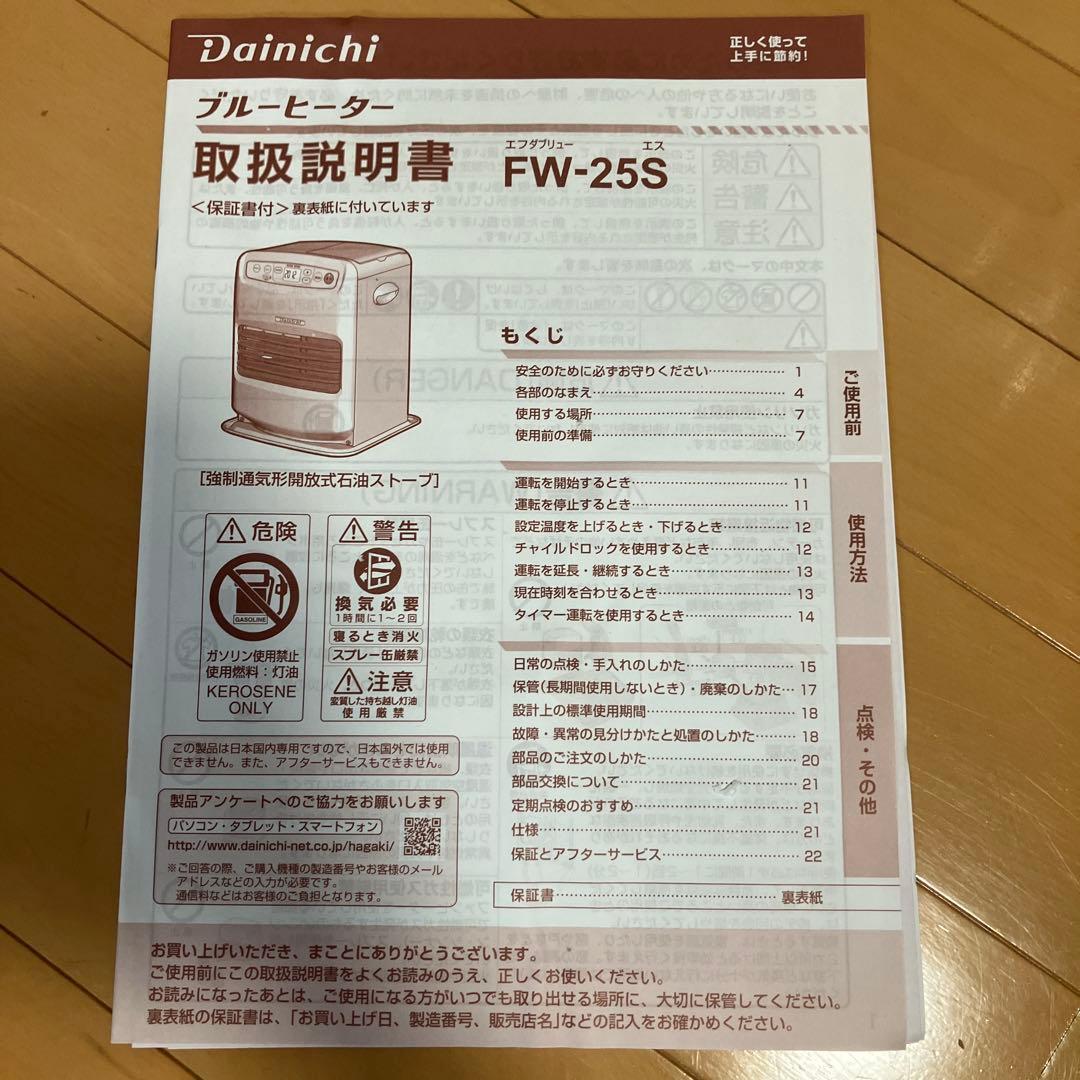 Dainichi
正しく使って
上手に節約!
ブルーヒーター
取扱説明書
エフダブリュー エス
FW-25S
<保証書付>裏表紙に付いています
2012
Dainichi
[強制通気形開放式石油ストーブ]
危険
GASOLINE
ガソリン使用禁止
使用燃料:灯油
KEROSENE
ONLY
警告
換気必要
1時間に1~2回
寝るとき消火
スプレー缶厳禁
注意
変質した持ち越し灯油
使用厳禁
この製品は日本国内専用ですので、日本国外では使用
できません。また、アフターサービスもできません。
製品アンケートへのご協力をお願いします
パソコン・タブレット・スマートフォン
http://www.dainichi-net.co.jp/hagaki/
※ご回答の際、ご購入機種の製造番号やお客様のメール
アドレスなどの入力が必要です。
通信料などはお客様のご負担となります。
もくじ
ご使用前
安全のために必ずお守りください……………… 1
各部のなまえ……………………………………… 4
使用する場所……………………………………… 7
使用前の準備……………………………………… 7
使用方法
運転を開始するとき……………………………… 11
運転を停止するとき……………………………… 11
設定温度を上げるとき・下げるとき…………… 12
チャイルドロックを使用するとき……………… 12
運転を延長・継続するとき……………………… 13
現在時刻を合わせるとき………………………… 13
タイマー運転を使用するとき…………………… 14
点検・その他
日常の点検・手入れのしかた…………………… 15
保管(長期間使用しないとき)・廃棄のしかた… 17
設計上の標準使用期間…………………………… 18
故障・異常の見分けかたと処置のしかた……… 18
部品のご注文のしかた…………………………… 20
部品交換について………………………………… 21
定期点検のおすすめ……………………………… 21
仕様………………………………………………… 21
保証とアフターサービス………………………… 22
保証書……………………………………… 裏表紙
お買い上げいただき、まことにありがとうございます。
ご使用前にこの取扱説明書をよくお読みのうえ、正しくお使いください。
お読みになったあとは、ご使用になる方がいつでも取り出せる場所に、大切に保管してください。
裏表紙の保証書は、「お買い上げ日、製造番号、販売店名」などの記入をお確かめください。